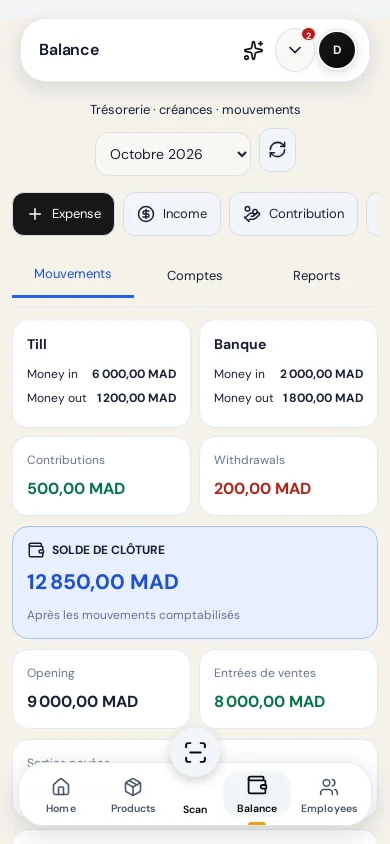 Balance
2
D
Trésorerie · créances · mouvements
Octobre 2026
Expense
Income
Contribution
Mouvements
Comptes
Reports
Till
Money in 6 000,00 MAD
Money out 1 200,00 MAD
Banque
Money in 2 000,00 MAD
Money out 1 800,00 MAD
Contributions
500,00 MAD
Withdrawals
200,00 MAD
SOLDE DE CLÔTURE
12 850,00 MAD
Après les mouvements comptabilisés
Opening
9 000,00 MAD
Entrées de ventes
8 000,00 MAD
Sorties payées
Home
Products
Scan
Balance
Employees